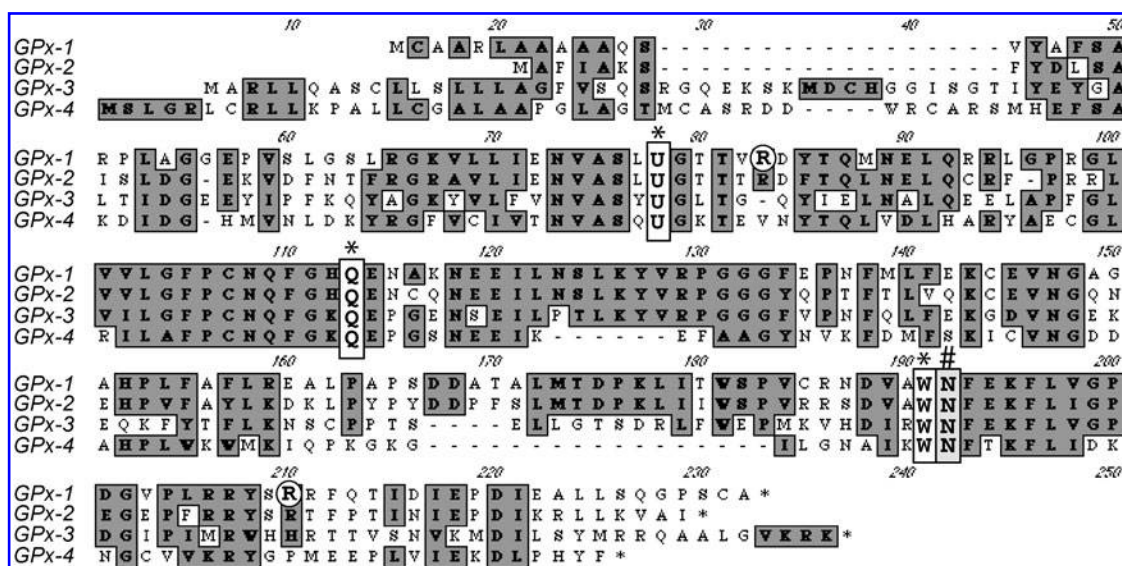 10 20 30 40 50
GPx-1 M C A A R L A A A A A Q S - - - - - - - - - - - - - - - - - V Y A F S A
GPx-2 M A F I A K S - - - - - - - - - - - - - - - - - F Y D L S A
GPx-3 M A R L L Q A S C L L S L L L A G F V S Q S R G Q E K S K M D C H G G I S G T I Y E Y G A
GPx-4 M S L G R L C R L L K P A L L C G A L A A P G L A G T M C A S R D D - - - - W R C A R S M H E F S A
60 70 * 80 90 100
GPx-1 R P L A G G E P V S L G S L R G K V L L I E N V A S L U G T T V R D Y T Q M N E L Q R R L G P R G L
GPx-2 I S L D G - E K V D F N T F R G R A V L I E N V A S L U G T T T R D F T Q L N E L Q C R F - P R R L
GPx-3 L T I D G E E Y I P F K Q Y A G K Y V L F V N V A S Y U G L T G - Q Y I E L N A L Q E E L A P F G L
GPx-4 K D I D G - H M V N L D K Y R G F V C I V T N V A S Q U G K T E V N Y T Q L V D L H A R Y A E C G L
110 * 120 130 140 150
GPx-1 V V L G F P C N Q F G H Q E N A K N E E I L N S L K Y V R P G G G F E P N F M L F E K C E V N G A G
GPx-2 V V L G F P C N Q F G H Q E N C Q N E E I L N S L K Y V R P G G G Y Q P T F T L V Q K C E V N G Q N
GPx-3 V I L G F P C N Q F G K Q E P G E N S E I L P T L K Y V R P G G G F V P N F Q L F E K G D V N G E K
GPx-4 R I L A F P C N Q F G K Q E P G S N E E I K - - - - - - E F A A G Y N V K F D M F S K I C V N G D D
160 170 180 190 * # 200
GPx-1 A H P L F A F L R E A L P A P S D D A T A L M T D P K L I T W S P V C R N D V A W N F E K F L V G P
GPx-2 E H P V F A Y L K D K L P Y P Y D D P F S L M T D P K L I I W S P V R R S D V A W N F E K F L I G P
GPx-3 E Q K F Y T F L K N S C P P T S - - - - E L L G T S D R L F W E P M K V H D I R W N F E K F L I G P
GPx-4 A H P L W K W M K I Q P K G K G - - - - - - - - - - - - - - - - - I L G N A I K W N F T K F L I D K
210 220 230 240 250
GPx-1 D G V P L R R Y S R R F Q T I D I E P D I E A L L S Q G P S C A *
GPx-2 E G E P F R R Y S R T F P T I N I E P D I K R L L K V A I *
GPx-3 D G I P I M R W H H R T T V S N V K M D I L S Y M R R Q A A L G V K R K *
GPx-4 N G C V V K R Y G P M E E P L V I E K D L P H Y F *